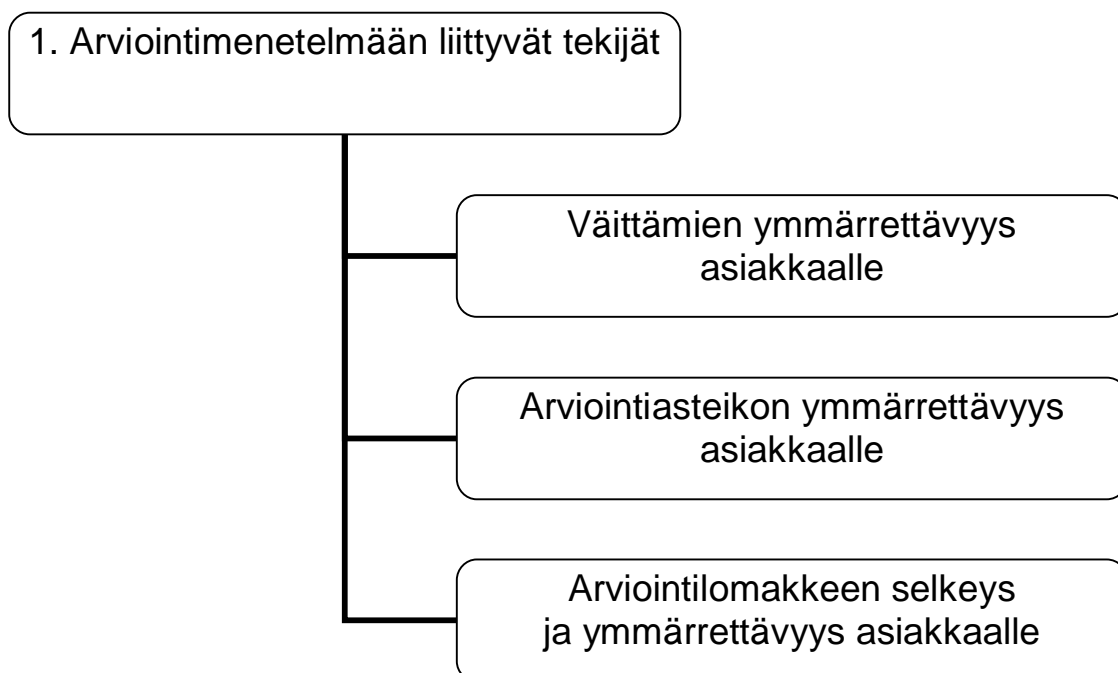 1. Arviointimenetelmään liittyvät tekijät
Väittämien ymmärrettävyys
asiakkaalle
Arviointiasteikon ymmärrettävyys
asiakkaalle
Arviointilomakkeen selkeys
ja ymmärrettävyys asiakkaalle